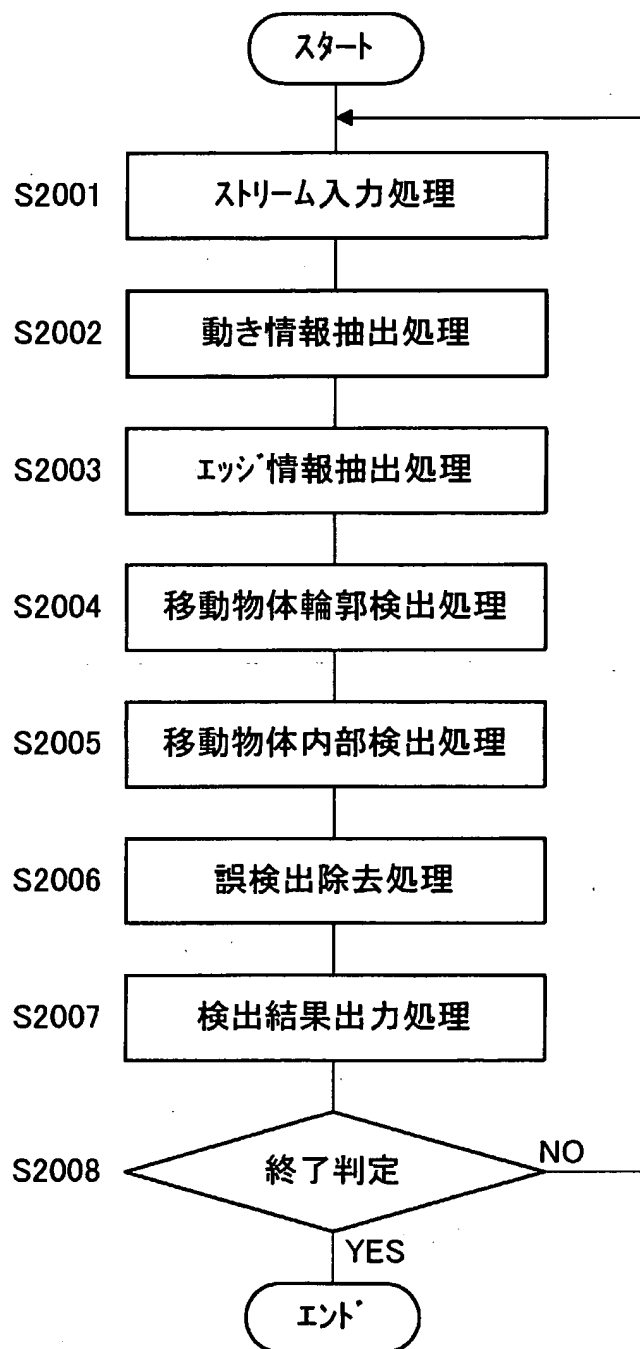 スタート
S2001 ストリーム入力処理
S2002 動き情報抽出処理
S2003 エッジ情報抽出処理
S2004 移動物体輪郭検出処理
S2005 移動物体内部検出処理
S2006 誤検出除去処理
S2007 検出結果出力処理
S2008 終了判定 NO
YES
エンド